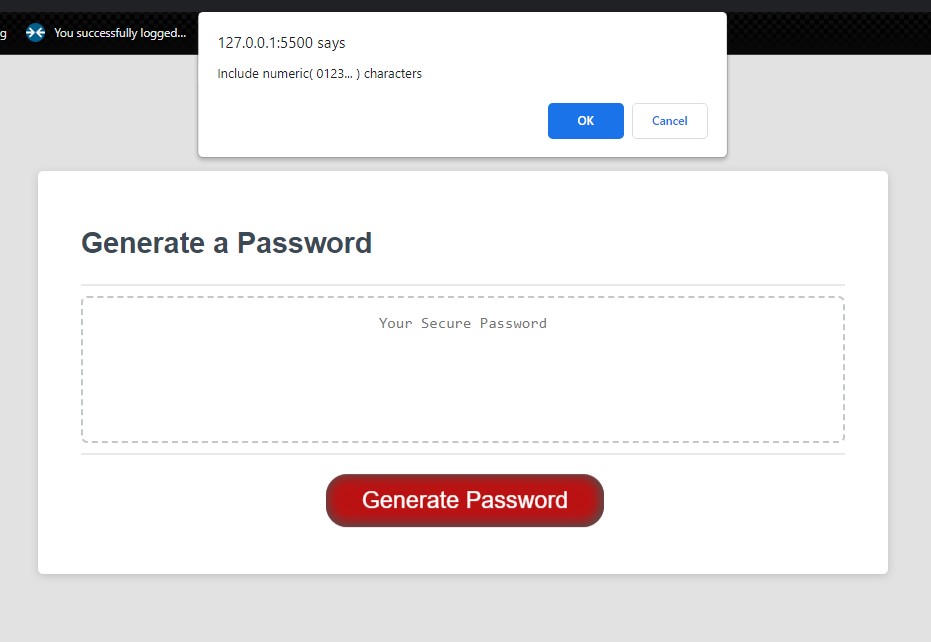 g
You successfully logged...
127.0.0.1:5500 says
Include numeric( 0123... ) characters
OK
Cancel
Generate a Password
Your Secure Password
Generate Password